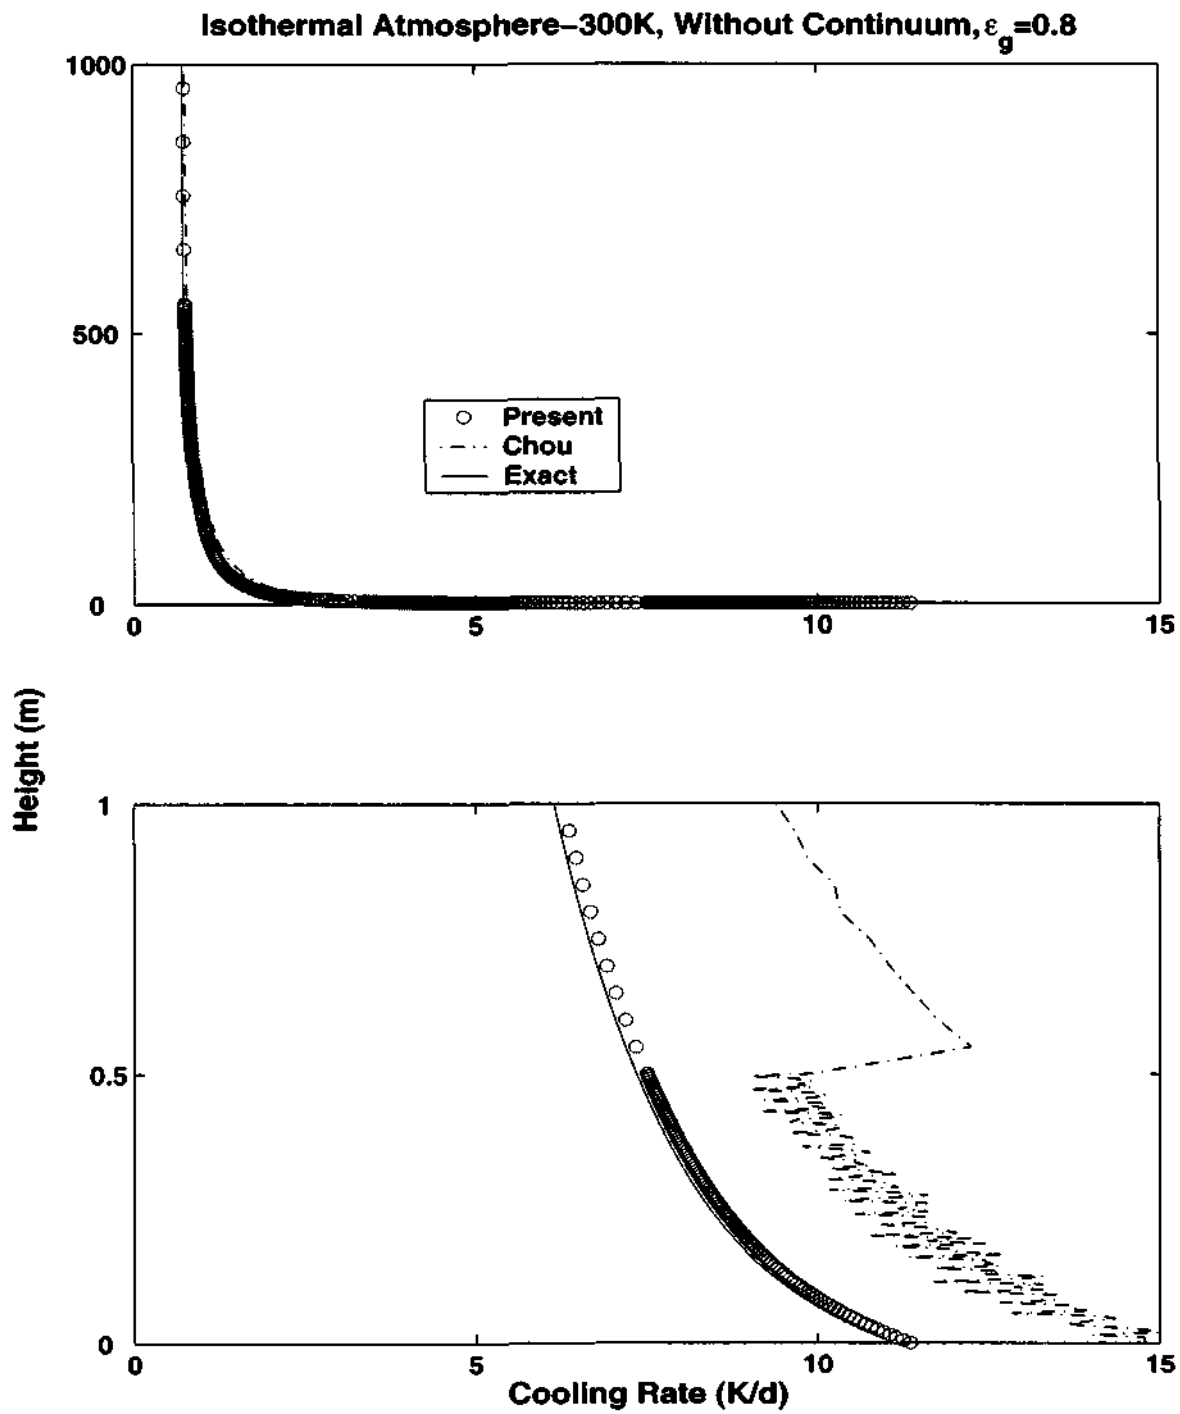 Isothermal Atmosphere–300K, Without Continuum, εg=0.8
1000
500
0
0 5 10 15
Present
Chou
Exact
Height (m)
1
0.5
0
0 5 10 15
Cooling Rate (K/d)